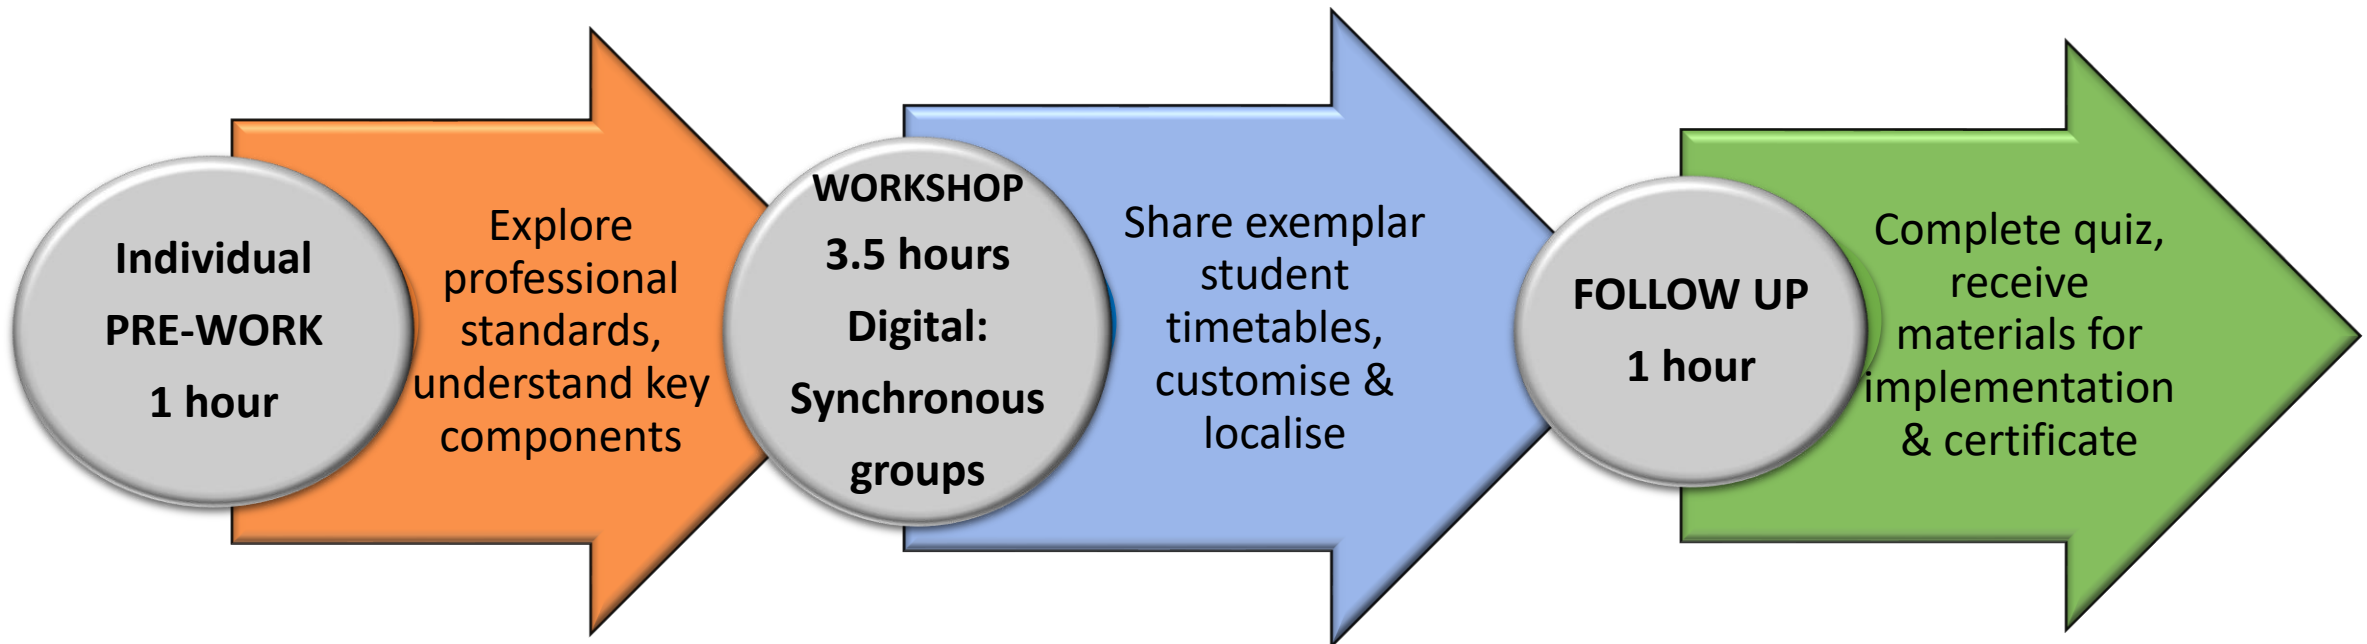 Individual
PRE-WORK
1 hour
Explore
professional
standards,
understand key
components
WORKSHOP
3.5 hours
Digital:
Synchronous
groups
Share exemplar
student
timetables,
customise &
localise
FOLLOW UP
1 hour
Complete quiz,
receive
materials for
implementation
& certificate